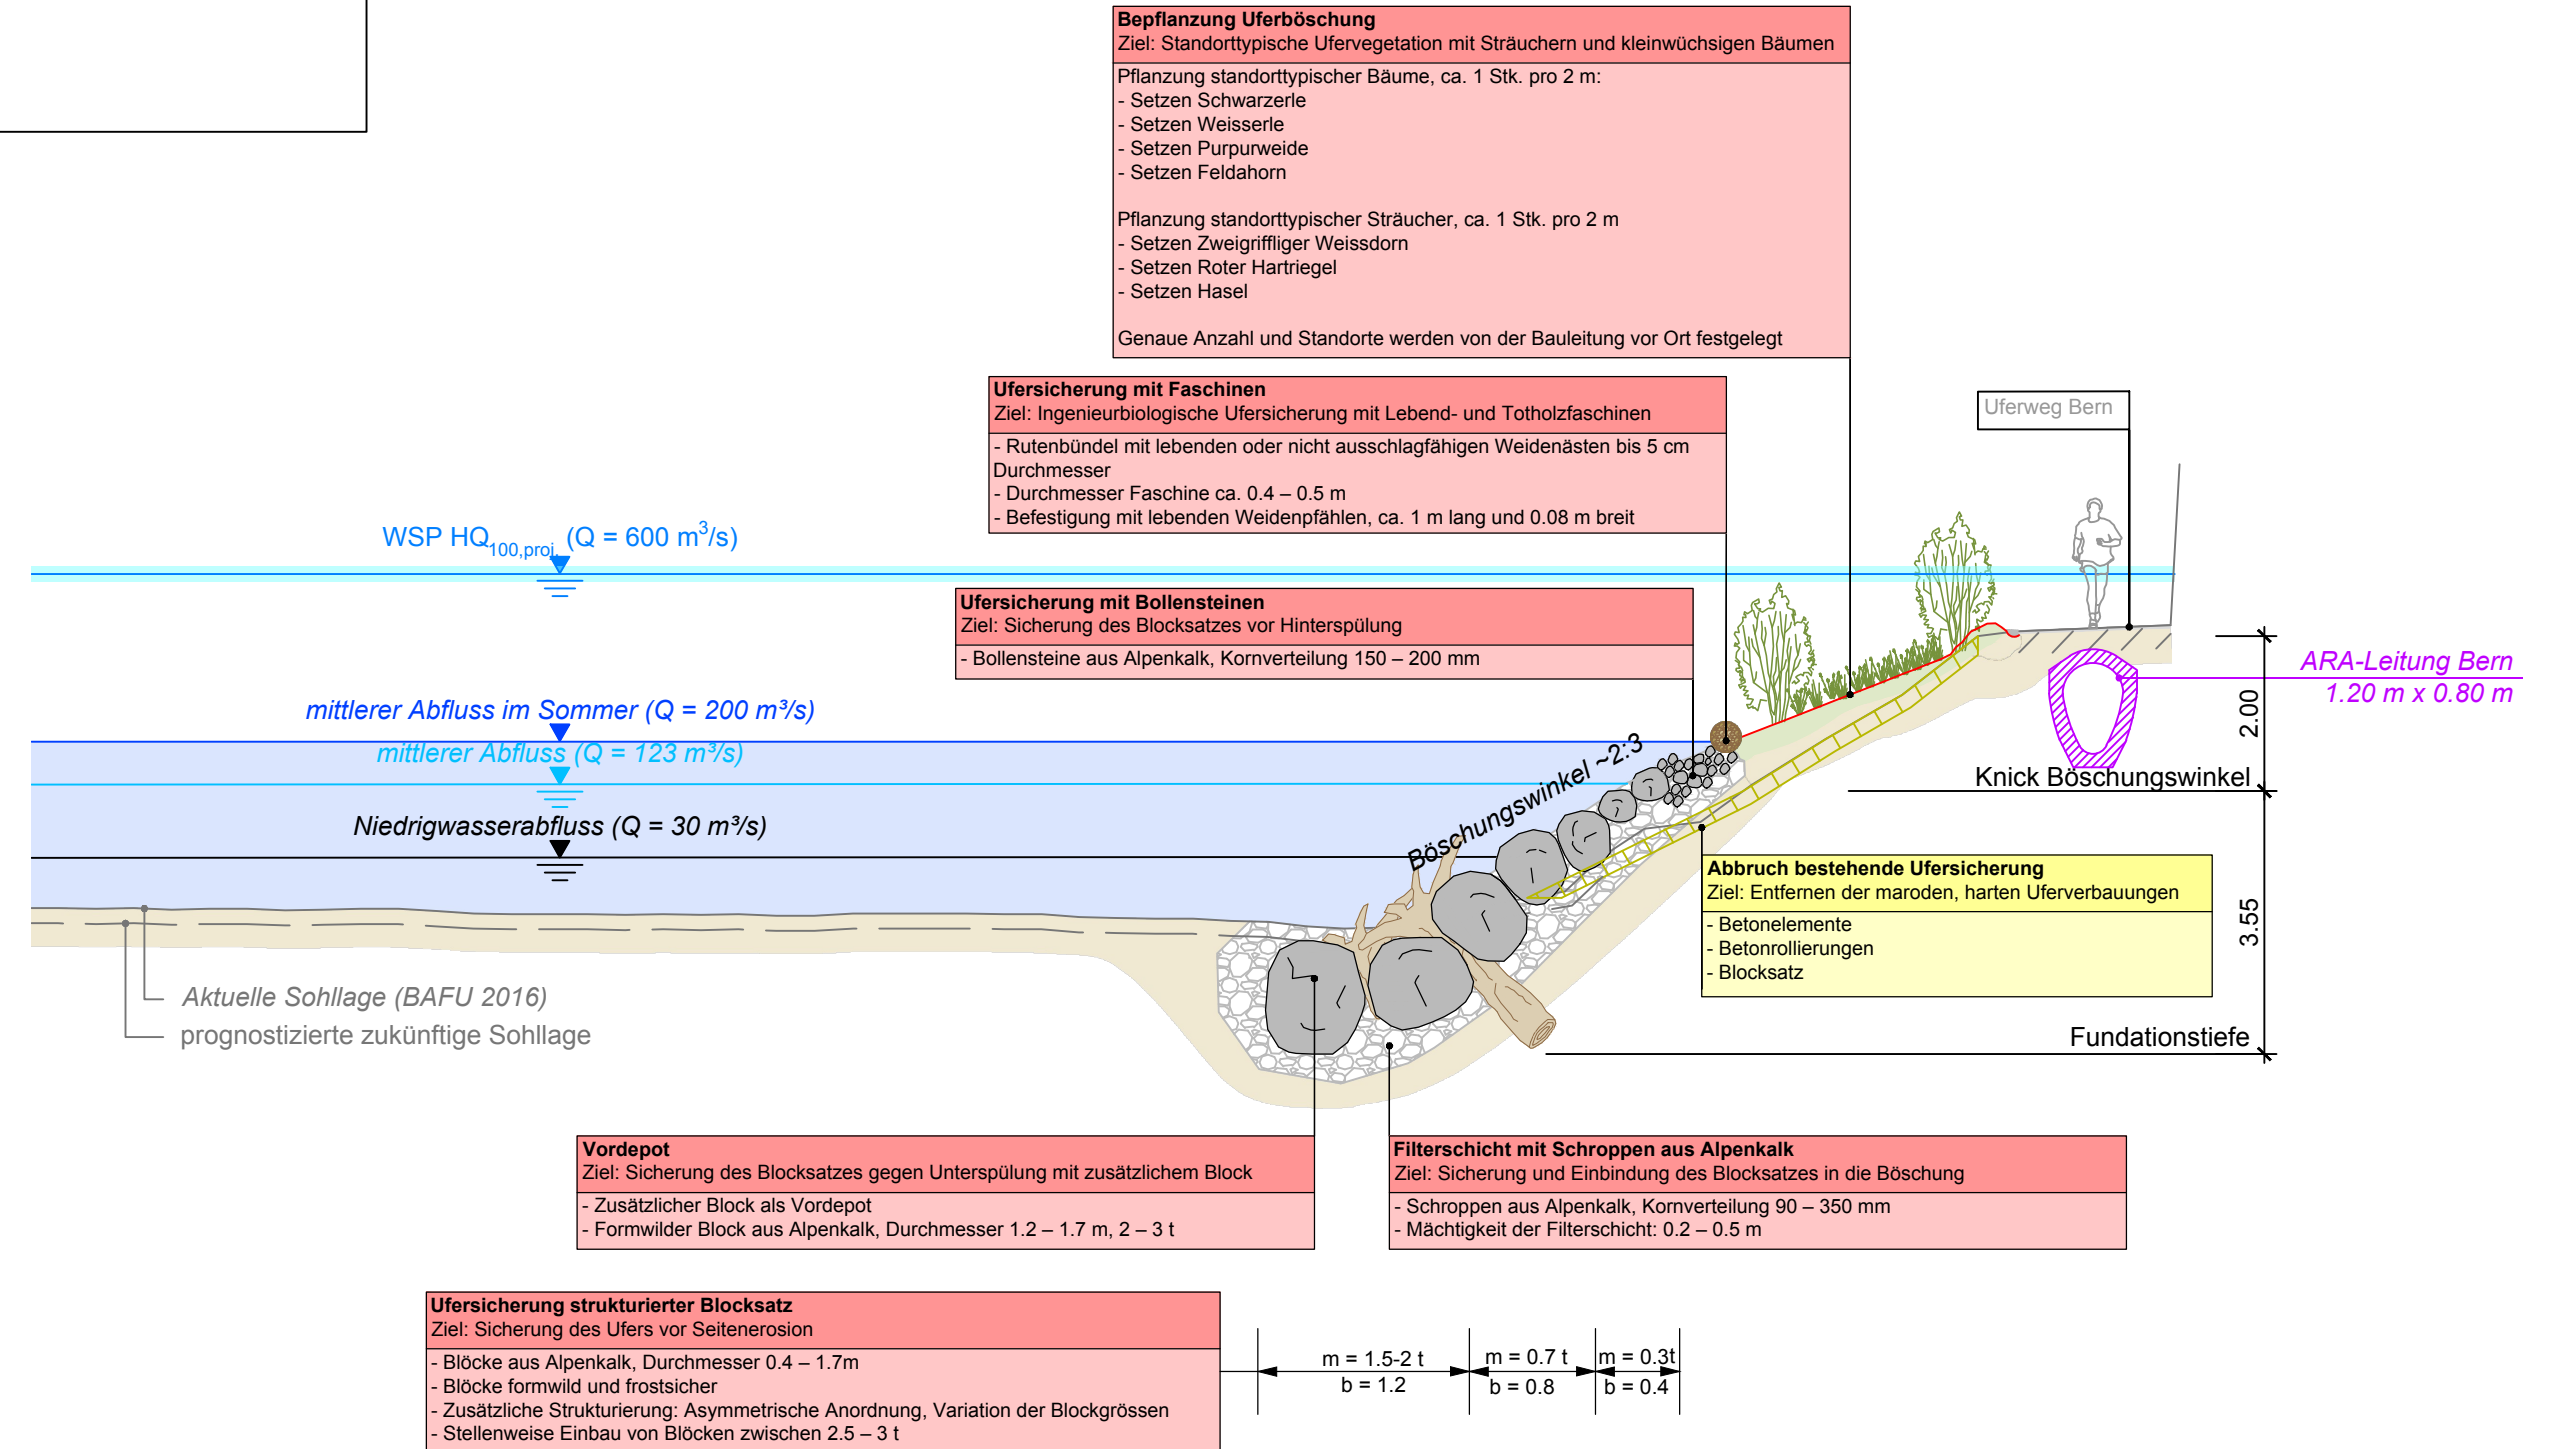 Bepflanzung Uferböschung
Ziel: Standorttypische Ufervegetation mit Sträuchern und kleinwüchsigen Bäumen
Pflanzung standorttypischer Bäume, ca. 1 Stk. pro 2 m:
- Setzen Schwarzerle
- Setzen Weisserle
- Setzen Purpurweide
- Setzen Feldahorn
Pflanzung standorttypischer Sträucher, ca. 1 Stk. pro 2 m
- Setzen Zweigriffliger Weissdorn
- Setzen Roter Hartriegel
- Setzen Hasel
Genaue Anzahl und Standorte werden von der Bauleitung vor Ort festgelegt
Ufersicherung mit Faschinen
Ziel: Ingenieurbiologische Ufersicherung mit Lebend- und Totholzfaschinen
- Rutenbündel mit lebenden oder nicht ausschlagfähigen Weidenästen bis 5 cm
Durchmesser
- Durchmesser Faschine ca. 0.4 – 0.5 m
- Befestigung mit lebenden Weidenpfählen, ca. 1 m lang und 0.08 m breit
Uferweg Bern
WSP HQ100,proj. (Q = 600 m³/s)
Ufersicherung mit Bollensteinen
Ziel: Sicherung des Blocksatzes vor Hinterspülung
- Bollensteine aus Alpenkalk, Kornverteilung 150 – 200 mm
ARA-Leitung Bern
1.20 m x 0.80 m
2.00
mittlerer Abfluss im Sommer (Q = 200 m³/s)
mittlerer Abfluss (Q = 123 m³/s)
Niedrigwasserabfluss (Q = 30 m³/s)
Böschungswinkel ~2:3
Knick Böschungswinkel
Abbruch bestehende Ufersicherung
Ziel: Entfernen der maroden, harten Uferverbauungen
- Betonelemente
- Betonrollierungen
- Blocksatz
3.55
Aktuelle Sohllage (BAFU 2016)
prognostizierte zukünftige Sohllage
Fundationstiefe
Vordepot
Ziel: Sicherung des Blocksatzes gegen Unterspülung mit zusätzlichem Block
- Zusätzlicher Block als Vordepot
- Formwilder Block aus Alpenkalk, Durchmesser 1.2 – 1.7 m, 2 – 3 t
Filterschicht mit Schroppen aus Alpenkalk
Ziel: Sicherung und Einbindung des Blocksatzes in die Böschung
- Schroppen aus Alpenkalk, Kornverteilung 90 – 350 mm
- Mächtigkeit der Filterschicht: 0.2 – 0.5 m
Ufersicherung strukturierter Blocksatz
Ziel: Sicherung des Ufers vor Seitenerosion
- Blöcke aus Alpenkalk, Durchmesser 0.4 – 1.7m
- Blöcke formwild und frostsicher
- Zusätzliche Strukturierung: Asymmetrische Anordnung, Variation der Blockgrössen
- Stellenweise Einbau von Blöcken zwischen 2.5 – 3 t
m = 1.5-2 t
b = 1.2
m = 0.7 t
b = 0.8
m = 0.3t
b = 0.4